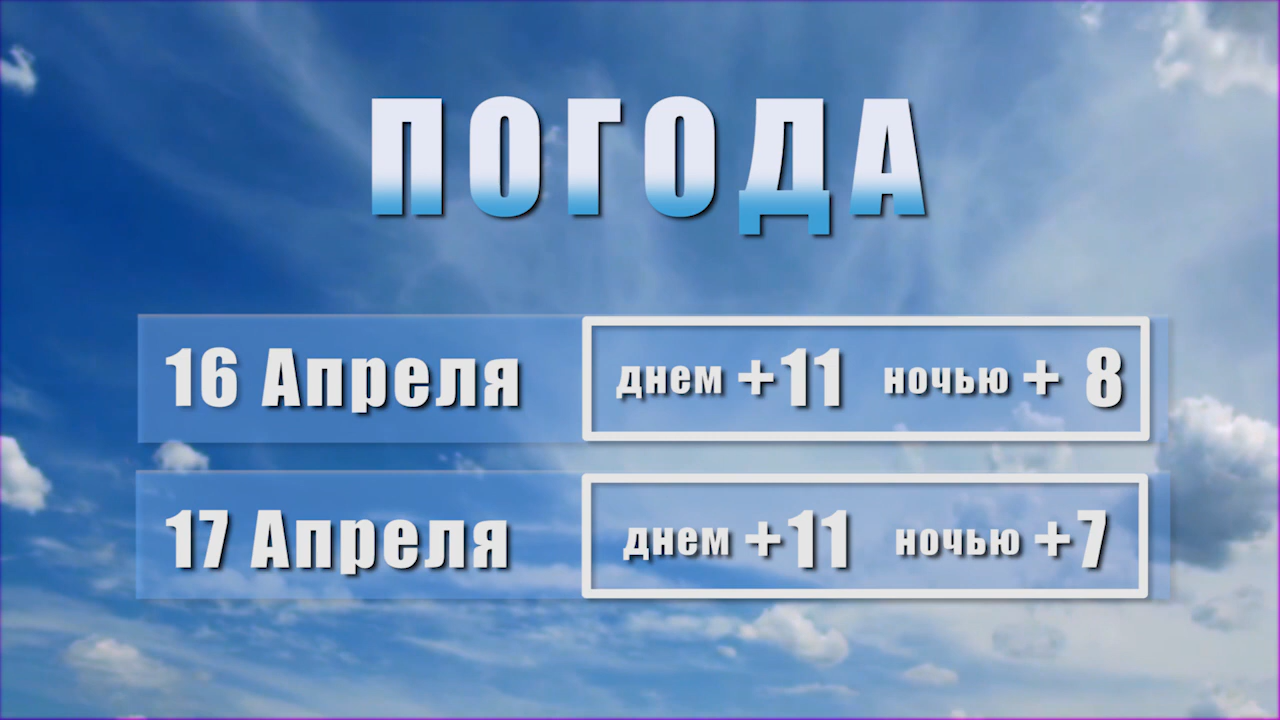 ПОГОДА
16 Апреля днем +11 ночью + 8
17 Апреля днем +11 ночью +7